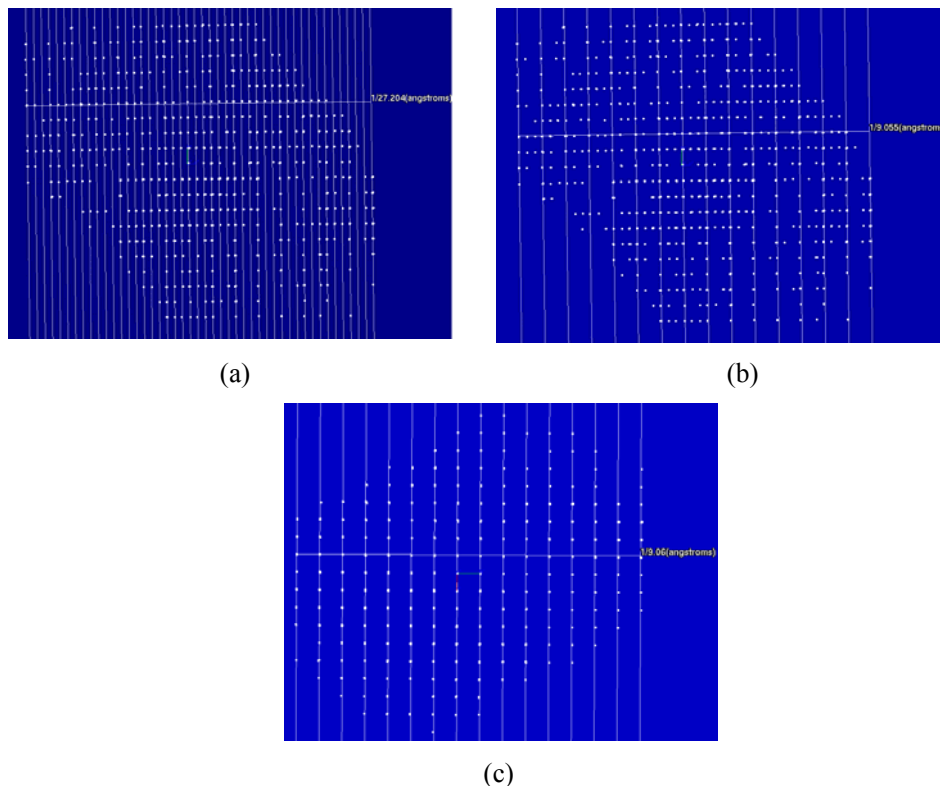 1/27.204(angstroms)
1/9.055(angstrom
(a)
(b)
1/9.06(angstroms)
(c)